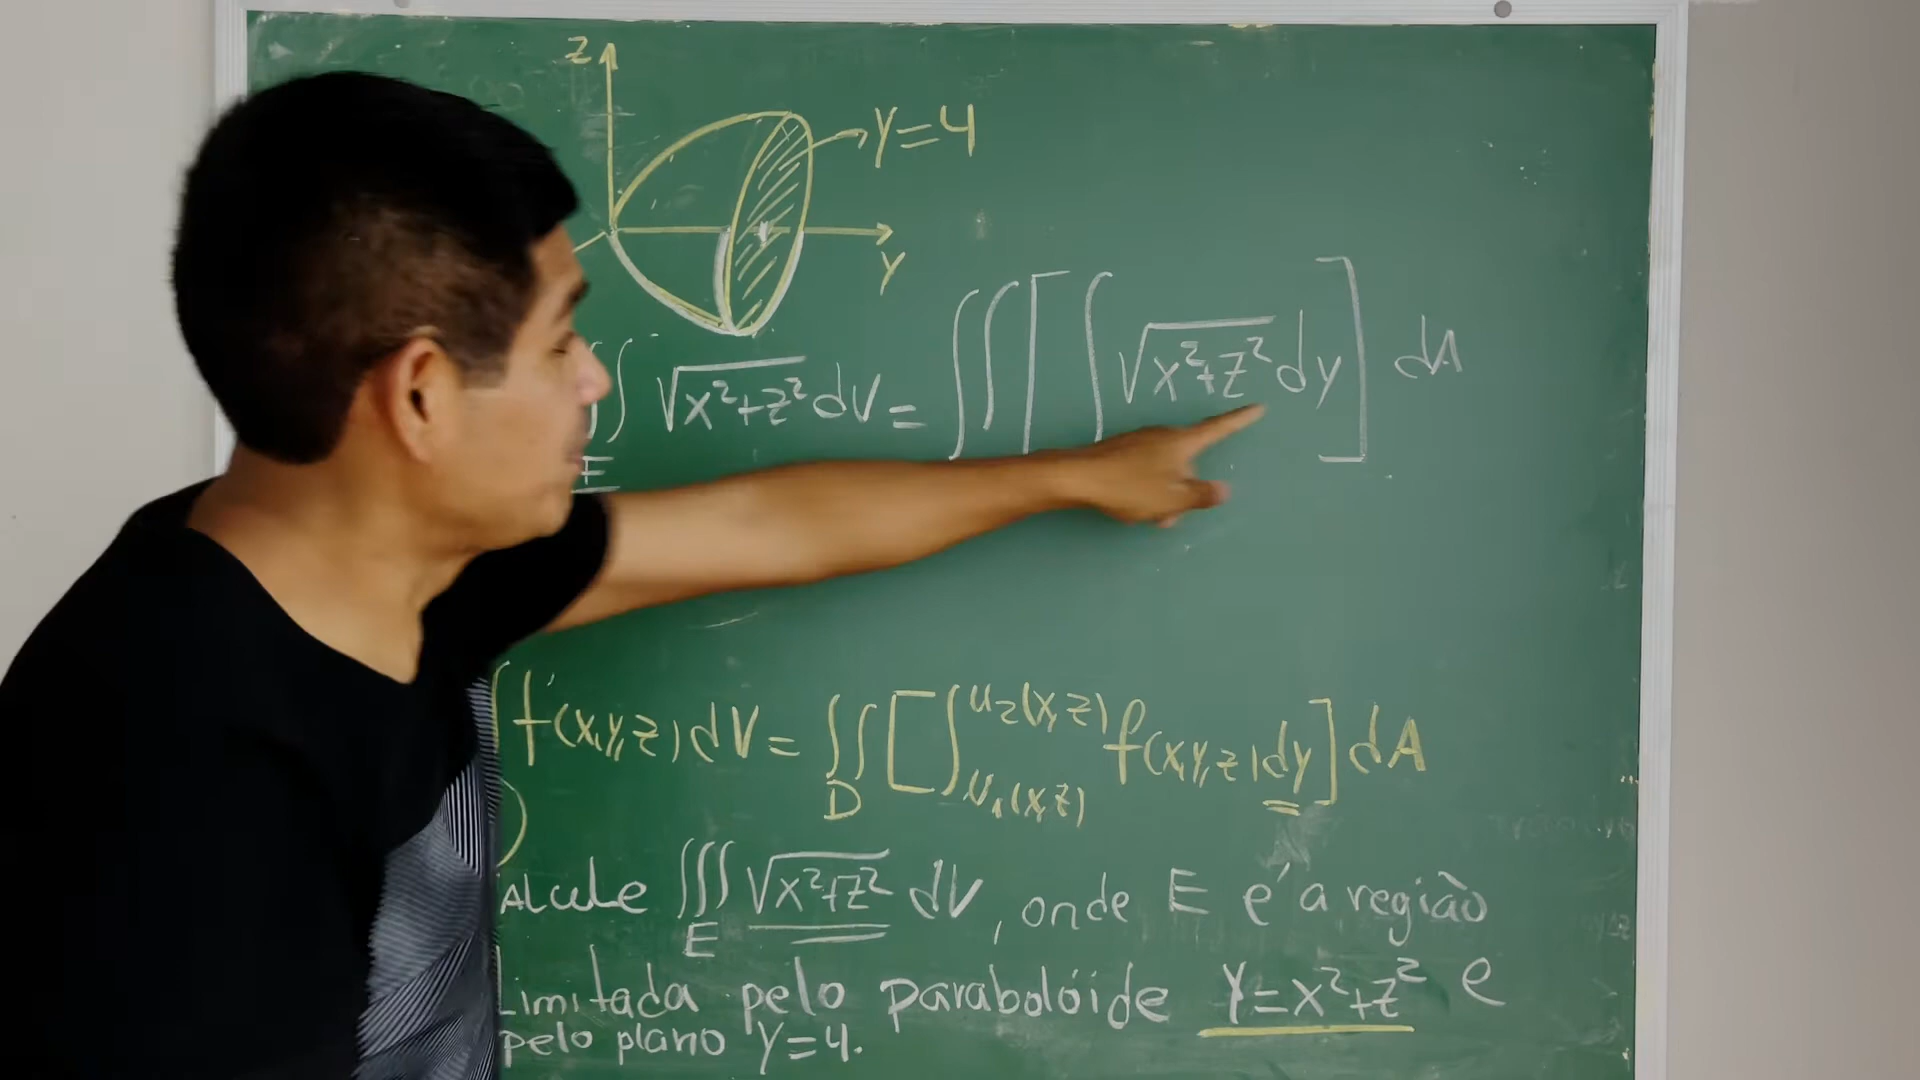 Z
Y=4
Y
∬ √x²+z² dV = ∬ [ ∫ √x²+z² dy ] dA
E
∫ f(x,y,z) dV = ∬ [ ∫ f(x,y,z) dy ] dA
u₂(x,z)
u₁(x,z)
D
Alcule ∭ √x²+z² dV, onde E é a região
E
Limitada pelo parabolóide Y=x²+z² e
pelo plano Y=4.